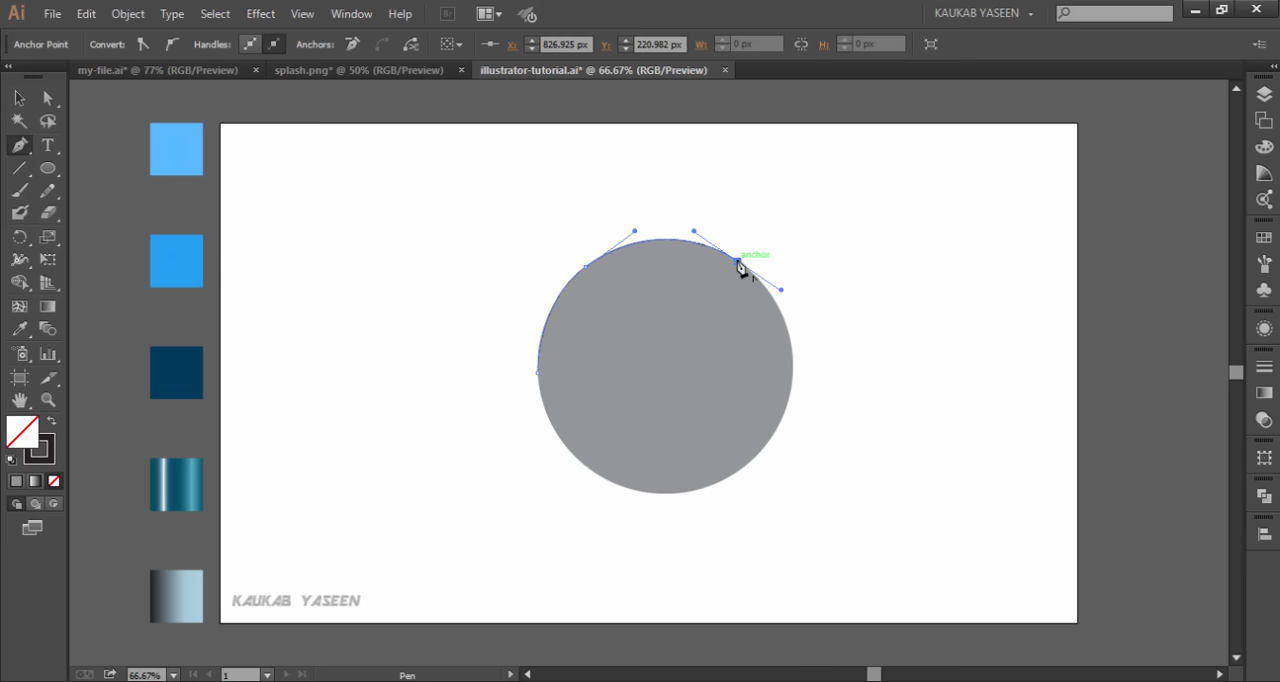 Ai File Edit Object Type Select Effect View Window Help Br KAUKAB YASEEN
Anchor Point Convert: Handles: Anchors: X: 826.925 px Y: 220.982 px W: 0 px H: 0 px
my-file.ai* @ 77% (RGB/Preview) × splash.png* @ 50% (RGB/Preview) × illustrator-tutorial.ai* @ 66.67% (RGB/Preview) ×
anchor
T
KAUKAB YASEEN
66.67% 1 Pen